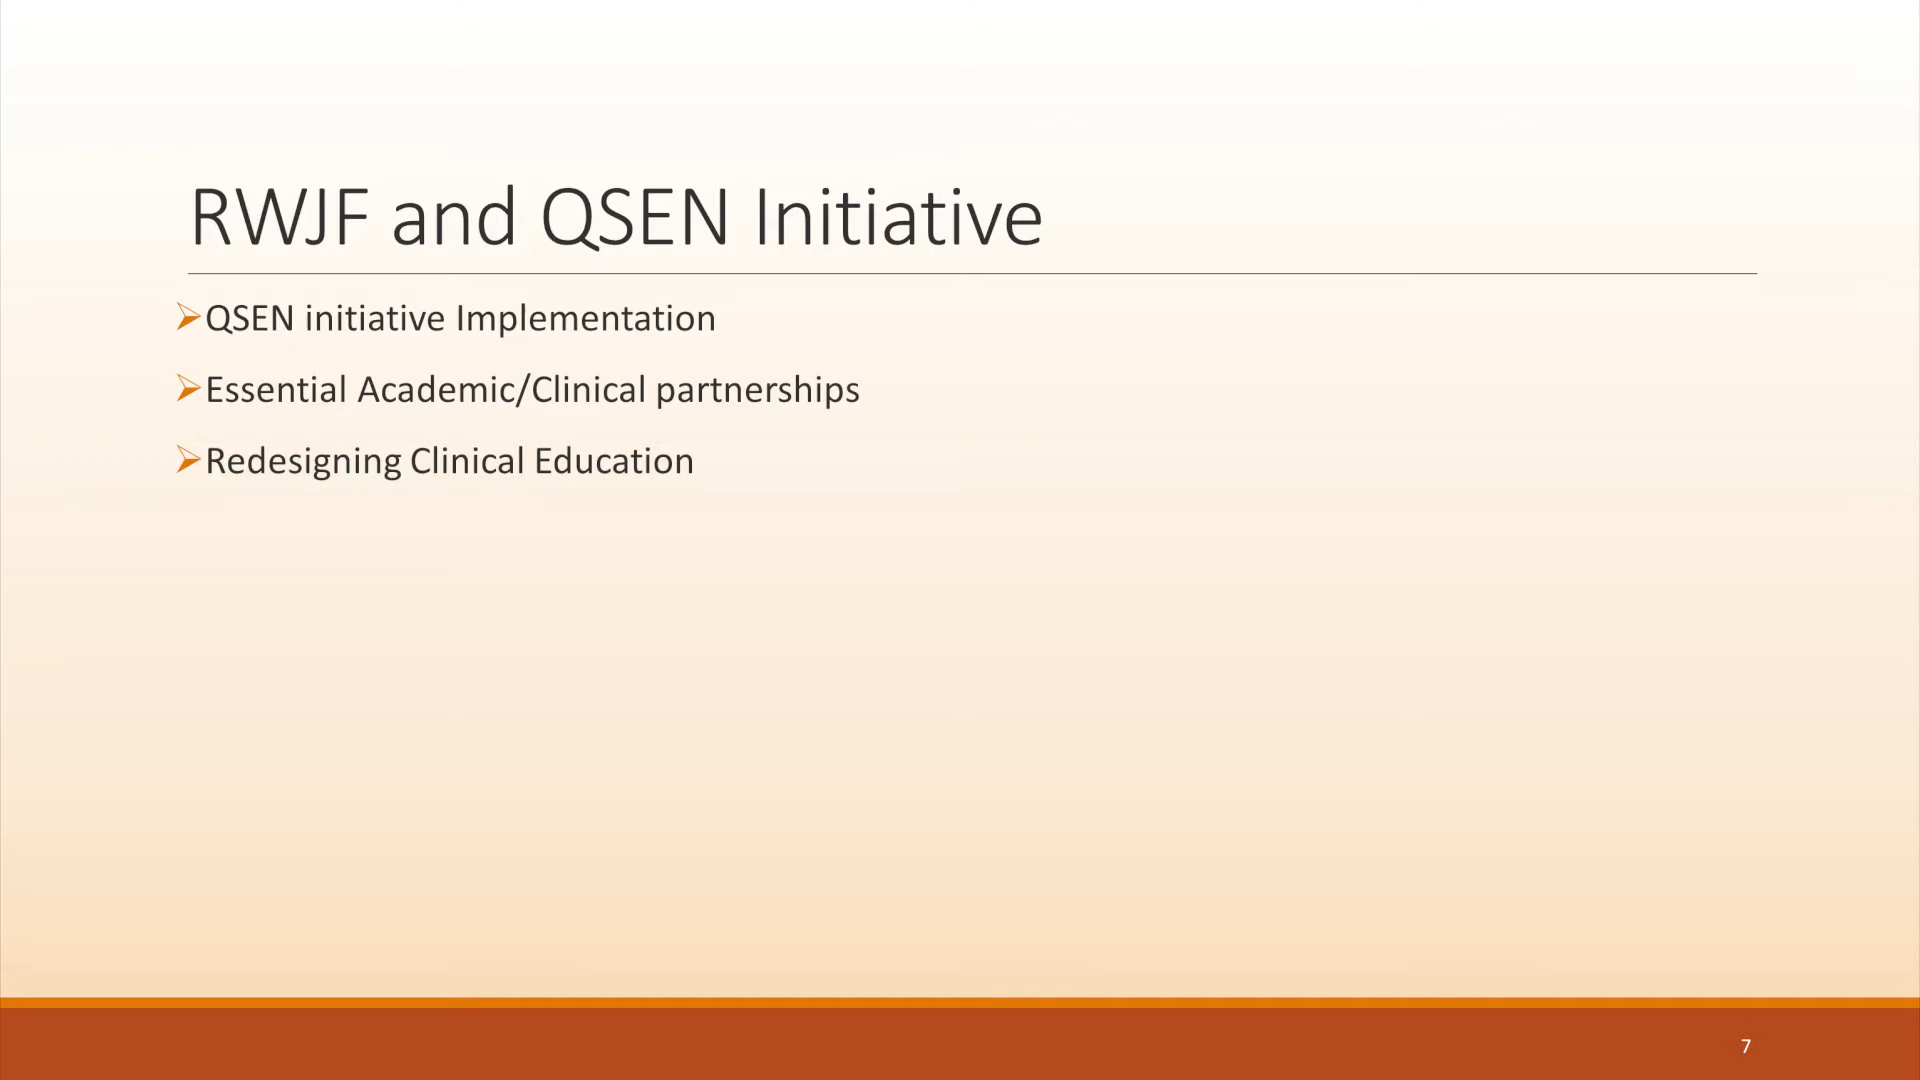 RWJF and QSEN Initiative
QSEN initiative Implementation
Essential Academic/Clinical partnerships
Redesigning Clinical Education
7